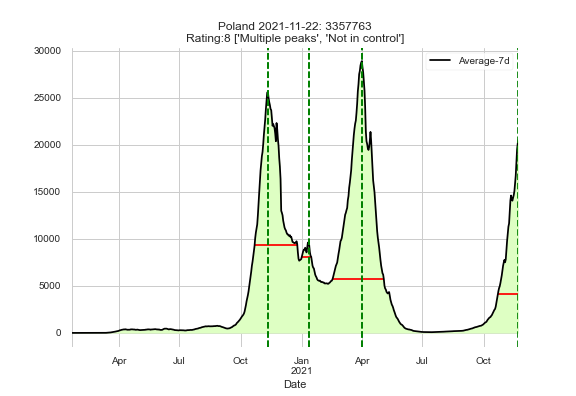 Poland 2021-11-22: 3357763
Rating:8 ['Multiple peaks', 'Not in control']
30000
Average-7d
25000
20000
15000
10000
5000
0
Apr Jul Oct Jan Apr Jul Oct
2021
Date